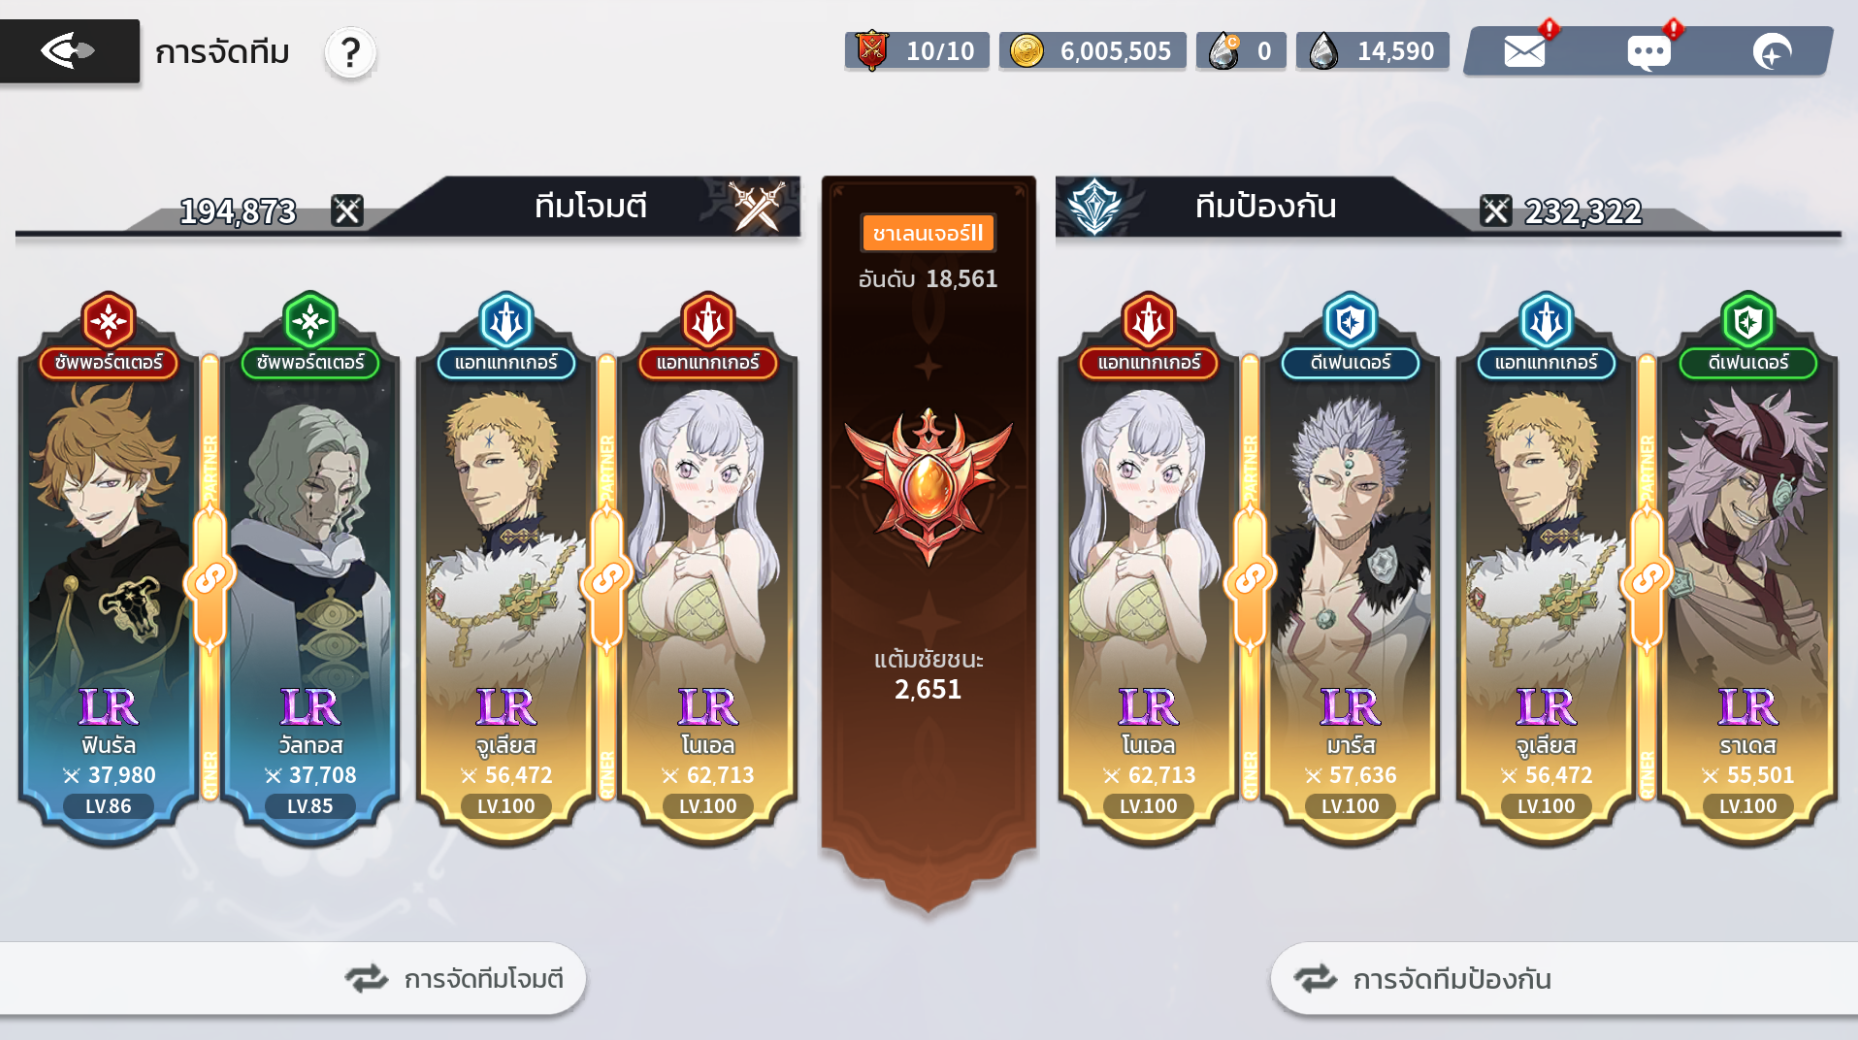 การจัดทีม
?
10/10
6,005,505
C
0
14,590
194,873
ทีมโจมตี
ชาเลนเจอร์II
อันดับ 18,561
แต้มชัยชนะ
2,651
ทีมป้องกัน
232,322
ซัพพอร์ตเตอร์
LR
ฟินรัล
37,980
LV.86
PARTNER
ซัพพอร์ตเตอร์
LR
วัลทอส
37,708
LV.85
แอทแทกเกอร์
LR
จูเลียส
56,472
LV.100
PARTNER
แอทแทกเกอร์
LR
โนเอล
62,713
LV.100
แอทแทกเกอร์
LR
โนเอล
62,713
LV.100
PARTNER
ดีเฟนเดอร์
LR
มาร์ส
57,636
LV.100
แอทแทกเกอร์
LR
จูเลียส
56,472
LV.100
PARTNER
ดีเฟนเดอร์
LR
ราเดส
55,501
LV.100
การจัดทีมโจมตี
การจัดทีมป้องกัน